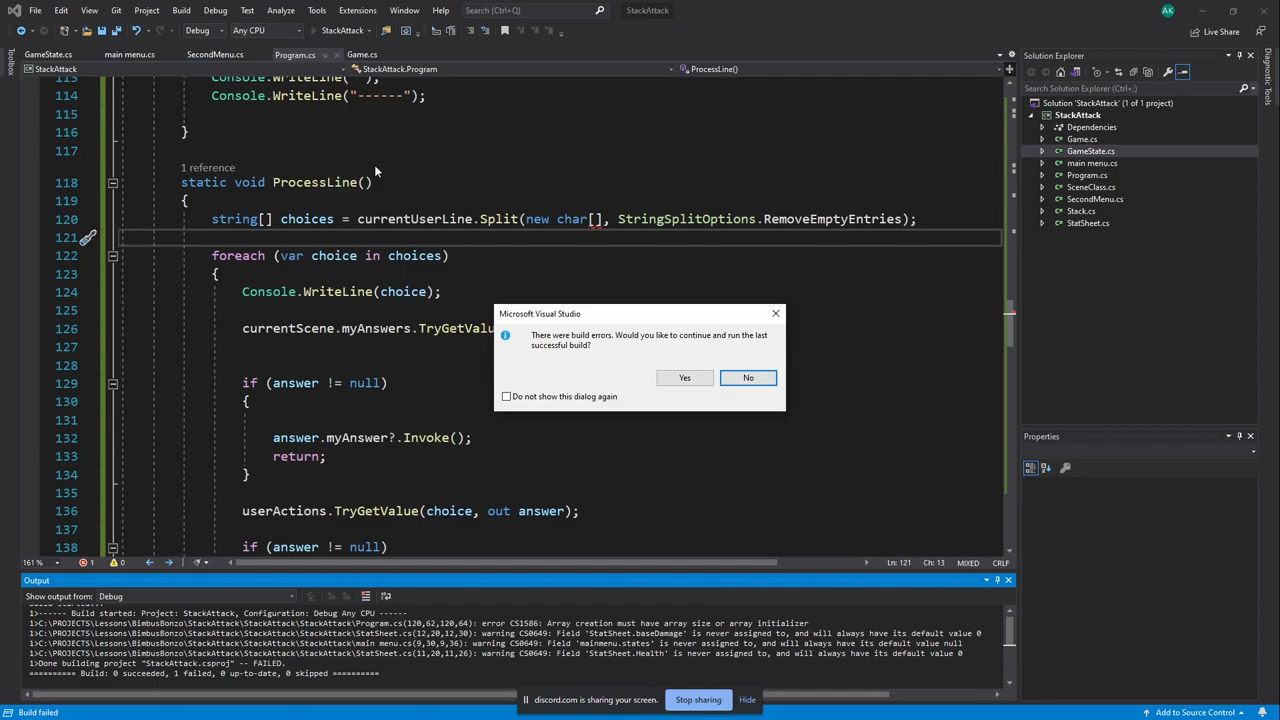 File Edit View Git Project Build Debug Test Analyze Tools Extensions Window Help Search (Ctrl+Q) StackAttack AK
Debug Any CPU StackAttack Live Share
GameState.cs main menu.cs SecondMenu.cs Program.cs Game.cs
StackAttack StackAttack.Program ProcessLine()
Toolbox
Diagnostic Tools
113 Console.WriteLine(" ");
114 Console.WriteLine("------");
115
116 }
117
1 reference
118 static void ProcessLine()
119 {
120 string[] choices = currentUserLine.Split(new char[], StringSplitOptions.RemoveEmptyEntries);
121
122 foreach (var choice in choices)
123 {
124 Console.WriteLine(choice);
125
126 currentScene.myAnswers.TryGetValu
127
128
129 if (answer != null)
130 {
131
132 answer.myAnswer?.Invoke();
133 return;
134 }
135
136 userActions.TryGetValue(choice, out answer);
137
138 if (answer != null)
Microsoft Visual Studio
There were build errors. Would you like to continue and run the last
successful build?
Yes No
Do not show this dialog again
161 % 1 0 Ln: 121 Ch: 13 MIXED CRLF
Solution Explorer
Search Solution Explorer (Ctrl+;)
Solution 'StackAttack' (1 of 1 project)
StackAttack
Dependencies
Game.cs
GameState.cs
main menu.cs
Program.cs
SceneClass.cs
SecondMenu.cs
Stack.cs
StatSheet.cs
Properties
Output
Show output from: Debug
Build started...
1>------ Build started: Project: StackAttack, Configuration: Debug Any CPU ------
1>C:\PROJECTS\Lessons\BimbusBonzo\StackAttack\StackAttack\StackAttack\Program.cs(120,62,120,64): error CS1586: Array creation must have array size or array initializer
1>C:\PROJECTS\Lessons\BimbusBonzo\StackAttack\StackAttack\StackAttack\StatSheet.cs(12,20,12,30): warning CS0649: Field 'StatSheet.baseDamage' is never assigned to, and will always have its default value 0
1>C:\PROJECTS\Lessons\BimbusBonzo\StackAttack\StackAttack\StackAttack\main menu.cs(9,30,9,36): warning CS0649: Field 'mainmenu.states' is never assigned to, and will always have its default value null
1>C:\PROJECTS\Lessons\BimbusBonzo\StackAttack\StackAttack\StackAttack\StatSheet.cs(11,20,11,26): warning CS0649: Field 'StatSheet.Health' is never assigned to, and will always have its default value 0
1>Done building project "StackAttack.csproj" -- FAILED.
========== Build: 0 succeeded, 1 failed, 0 up-to-date, 0 skipped ==========
discord.com is sharing your screen. Stop sharing Hide
Build failed Add to Source Control